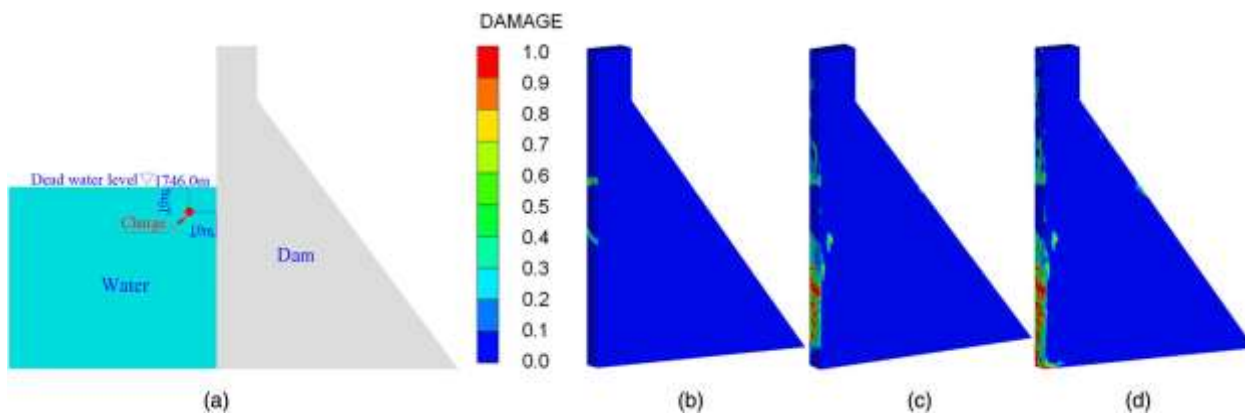 DAMAGE
1.0
0.9
0.8
0.7
0.6
0.5
0.4
0.3
0.2
0.1
0.0
Dead water level ▽1746.0m
10m
Charge
10m
Dam
Water
(a)
(b)
(c)
(d)